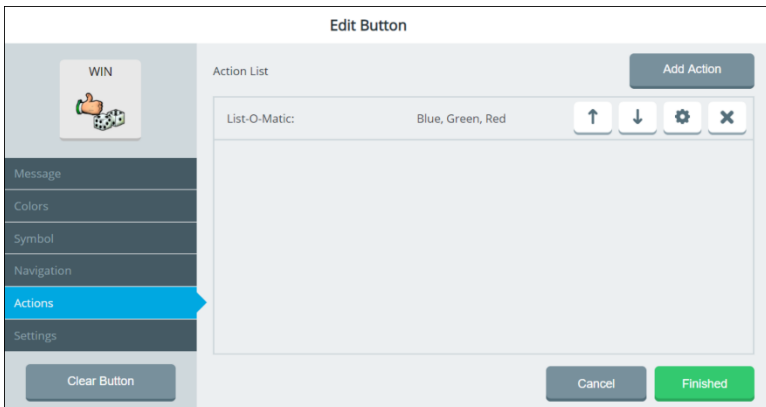 Edit Button
WIN
Action List
Add Action
List-O-Matic:
Blue, Green, Red
Message
Colors
Symbol
Navigation
Actions
Settings
Clear Button
Cancel
Finished